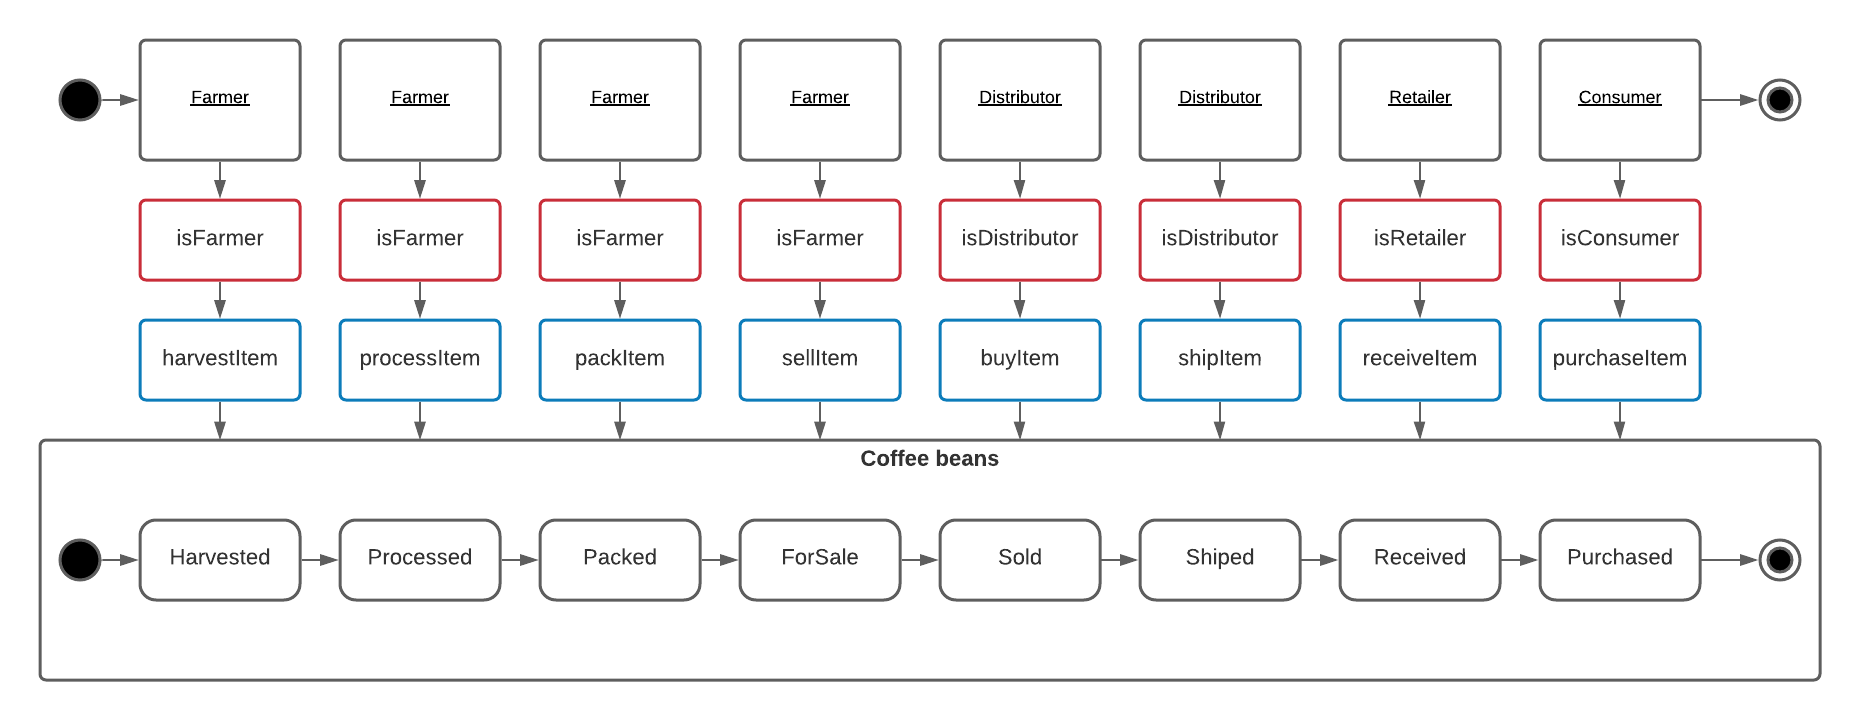 Farmer Farmer Farmer Farmer Distributor Distributor Retailer Consumer
isFarmer isFarmer isFarmer isFarmer isDistributor isDistributor isRetailer isConsumer
harvestItem processItem packItem sellItem buyItem shipItem receiveItem purchaseItem
Coffee beans
Harvested Processed Packed ForSale Sold Shiped Received Purchased